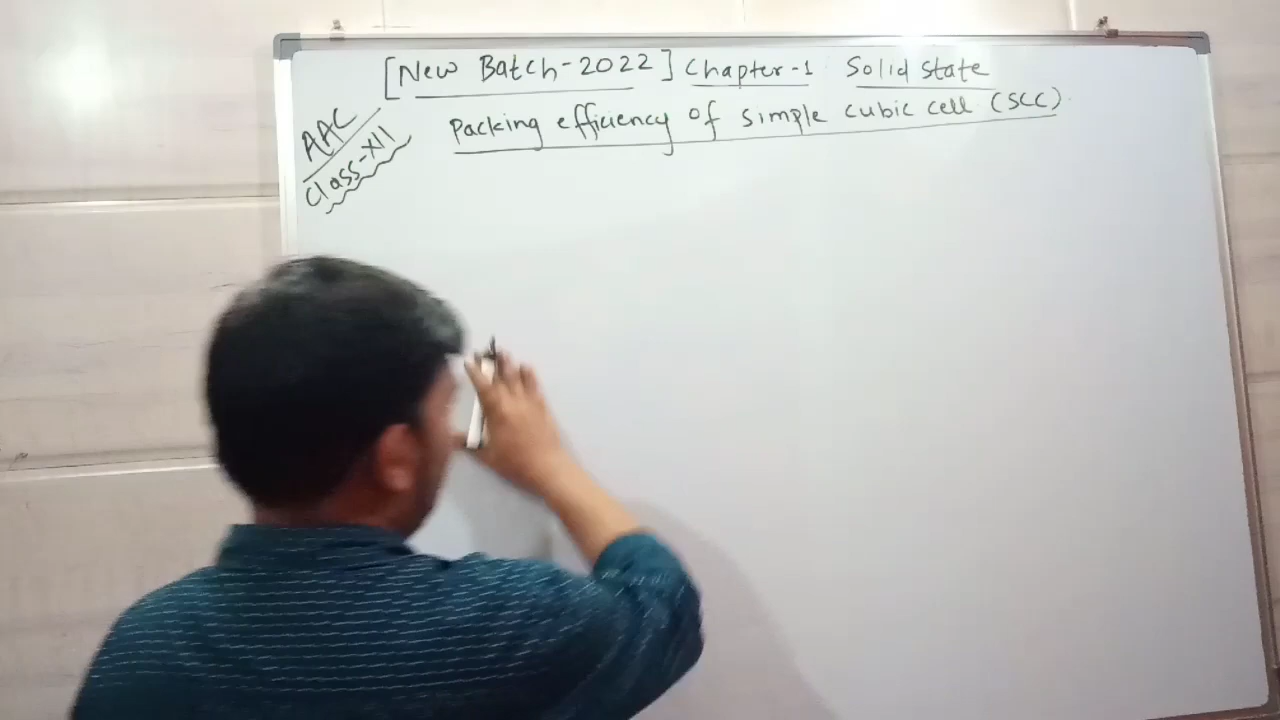 [New Batch-2022] Chapter-1 Solid State
Packing efficiency of simple cubic cell (SCC)
AAC
Class-XII